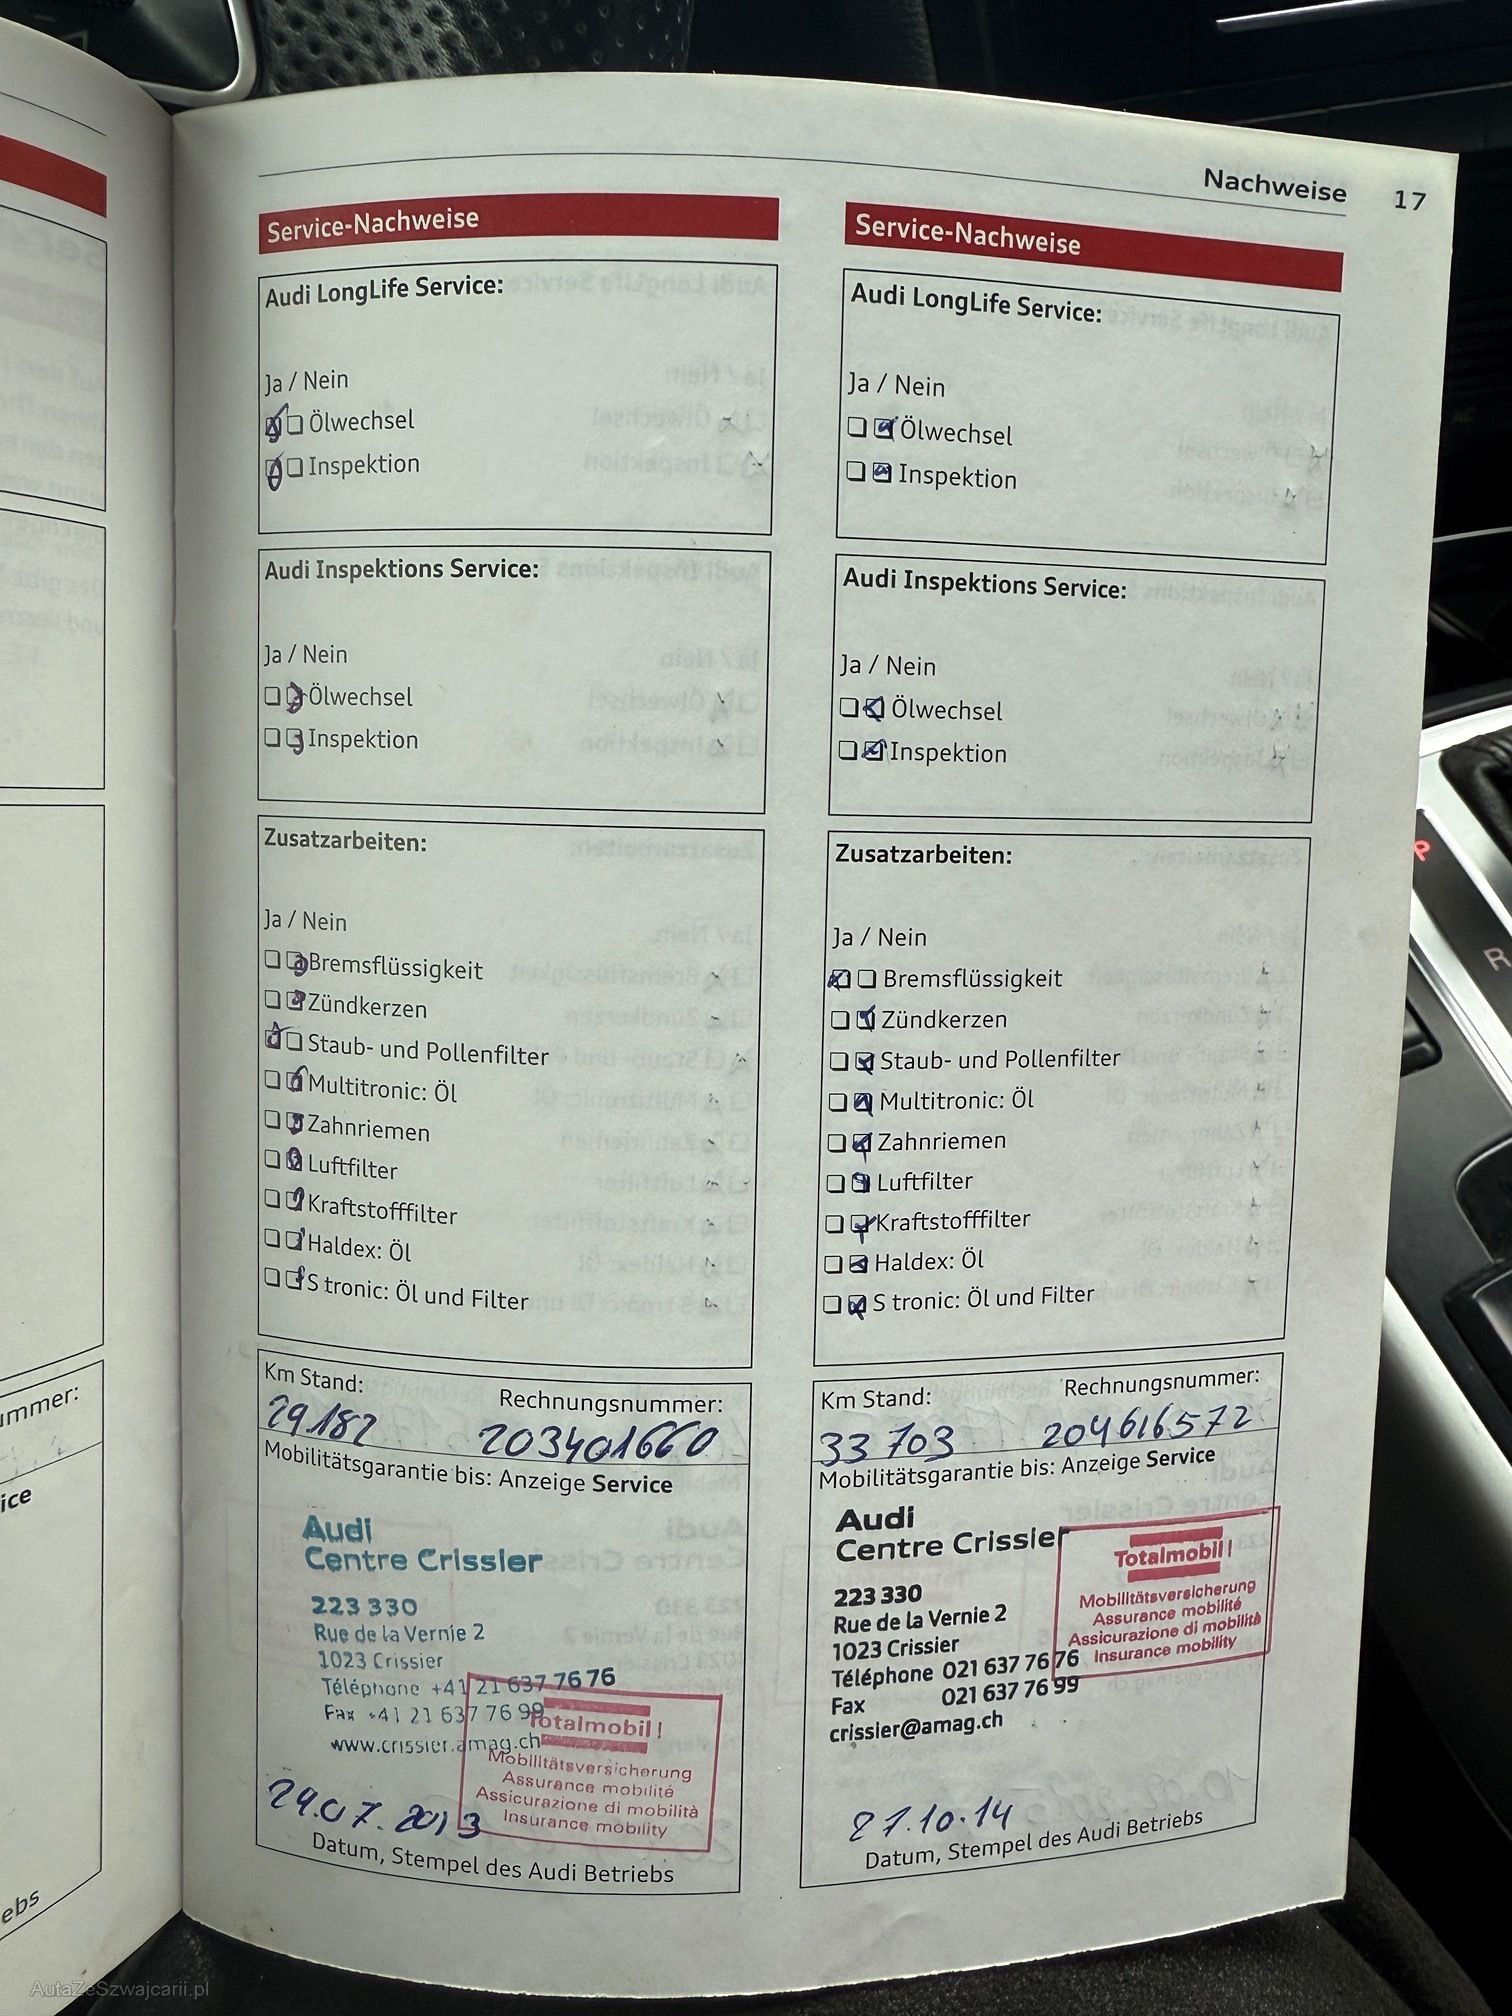 Nachweise 17
Service-Nachweise
Audi LongLife Service:
Ja / Nein
Ölwechsel
Inspektion
Audi Inspektions Service:
Ja / Nein
Ölwechsel
Inspektion
Zusatzarbeiten:
Ja / Nein
Bremsflüssigkeit
Zündkerzen
Staub- und Pollenfilter
Multitronic: Öl
Zahnriemen
Luftfilter
Kraftstofffilter
Haldex: Öl
S tronic: Öl und Filter
Km Stand: Rechnungsnummer:
29182 203401660
Mobilitätsgarantie bis: Anzeige Service
Audi
Centre Crissier
223 330
Rue de la Vernie 2
1023 Crissier
Téléphone +41 21 637 76 76
Fax +41 21 637 76 99
www.crissier.amag.ch
Totalmobil!
Mobilitätsversicherung
Assurance mobilité
Assicurazione di mobilità
Insurance mobility
29.07.2013
Datum, Stempel des Audi Betriebs
Service-Nachweise
Audi LongLife Service:
Ja / Nein
Ölwechsel
Inspektion
Audi Inspektions Service:
Ja / Nein
Ölwechsel
Inspektion
Zusatzarbeiten:
Ja / Nein
Bremsflüssigkeit
Zündkerzen
Staub- und Pollenfilter
Multitronic: Öl
Zahnriemen
Luftfilter
Kraftstofffilter
Haldex: Öl
S tronic: Öl und Filter
Km Stand: Rechnungsnummer:
33 703 204616572
Mobilitätsgarantie bis: Anzeige Service
Audi
Centre Crissier
223 330
Rue de la Vernie 2
1023 Crissier
Téléphone 021 637 76 76
Fax 021 637 76 99
crissier@amag.ch
Totalmobil!
Mobilitätsversicherung
Assurance mobilité
Assicurazione di mobilità
Insurance mobility
27.10.14
Datum, Stempel des Audi Betriebs
ummer:
ice
ebs
P
R
AutaZeSzwajcarii.pl